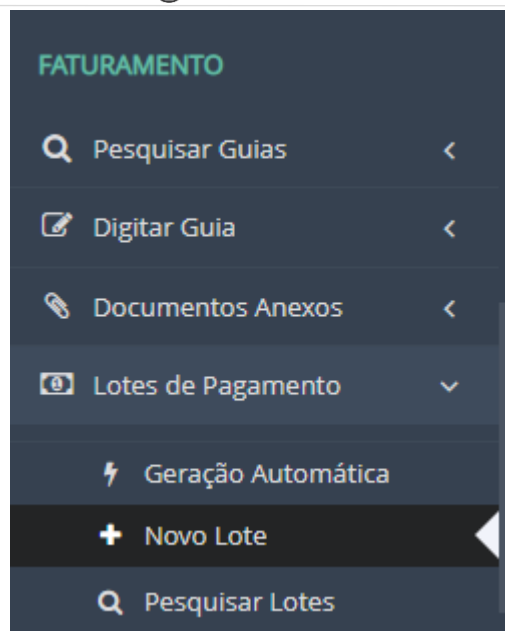 FATURAMENTO
Pesquisar Guias
Digitar Guia
Documentos Anexos
Lotes de Pagamento
Geração Automática
Novo Lote
Pesquisar Lotes